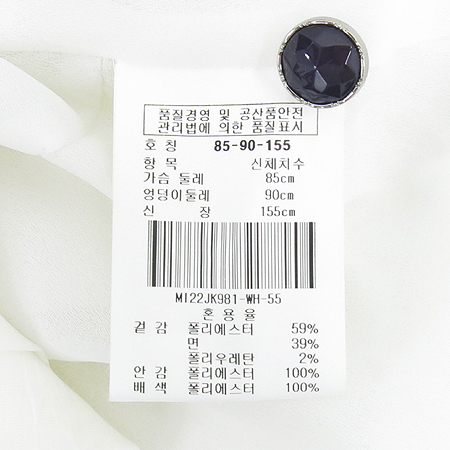 품질경영 및 공산품안전
관리법에 의한 품질표시
호 칭 85-90-155
항 목 신체치수
가슴 둘레 85cm
엉덩이둘레 90cm
신 장 155cm
MI22JK981-WH-55
혼 용 율
겉 감 폴리에스터 59%
면 39%
폴리우레탄 2%
안 감 폴리에스터 100%
배 색 폴리에스터 100%